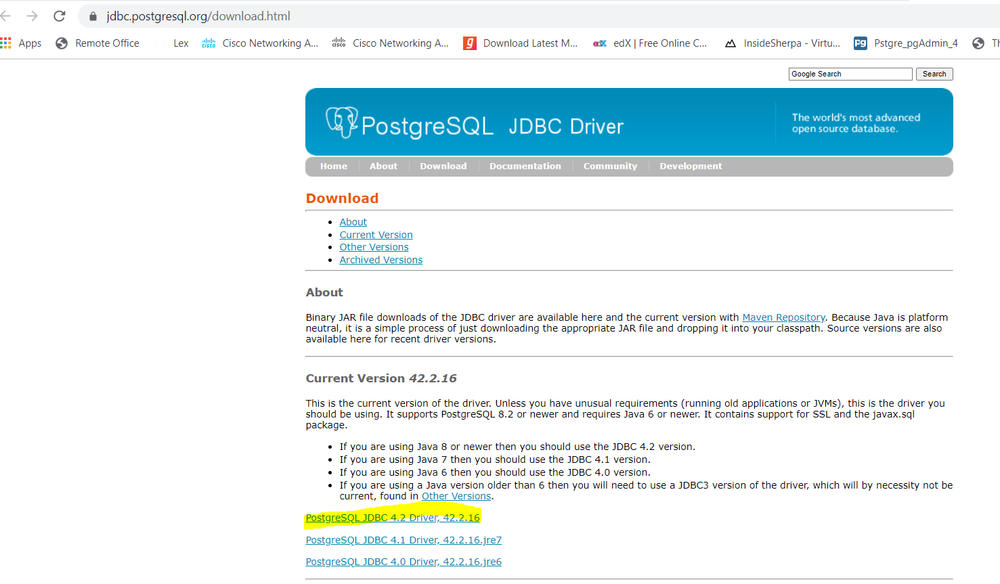 jdbc.postgresql.org/download.html
Apps Remote Office Lex Cisco Networking A... Cisco Networking A... g Download Latest M... edX edX | Free Online C... InsideSherpa - Virtu... pg Pstgre_pgAdmin_4 Th
Google Search Search
PostgreSQL JDBC Driver
The world's most advanced
open source database.
Home About Download Documentation Community Development
Download
• About
• Current Version
• Other Versions
• Archived Versions
About
Binary JAR file downloads of the JDBC driver are available here and the current version with Maven Repository. Because Java is platform
neutral, it is a simple process of just downloading the appropriate JAR file and dropping it into your classpath. Source versions are also
available here for recent driver versions.
Current Version 42.2.16
This is the current version of the driver. Unless you have unusual requirements (running old applications or JVMs), this is the driver you
should be using. It supports PostgreSQL 8.2 or newer and requires Java 6 or newer. It contains support for SSL and the javax.sql
package.
• If you are using Java 8 or newer then you should use the JDBC 4.2 version.
• If you are using Java 7 then you should use the JDBC 4.1 version.
• If you are using Java 6 then you should use the JDBC 4.0 version.
• If you are using a Java version older than 6 then you will need to use a JDBC3 version of the driver, which will by necessity not be
current, found in Other Versions.
PostgreSQL JDBC 4.2 Driver, 42.2.16
PostgreSQL JDBC 4.1 Driver, 42.2.16.jre7
PostgreSQL JDBC 4.0 Driver, 42.2.16.jre6